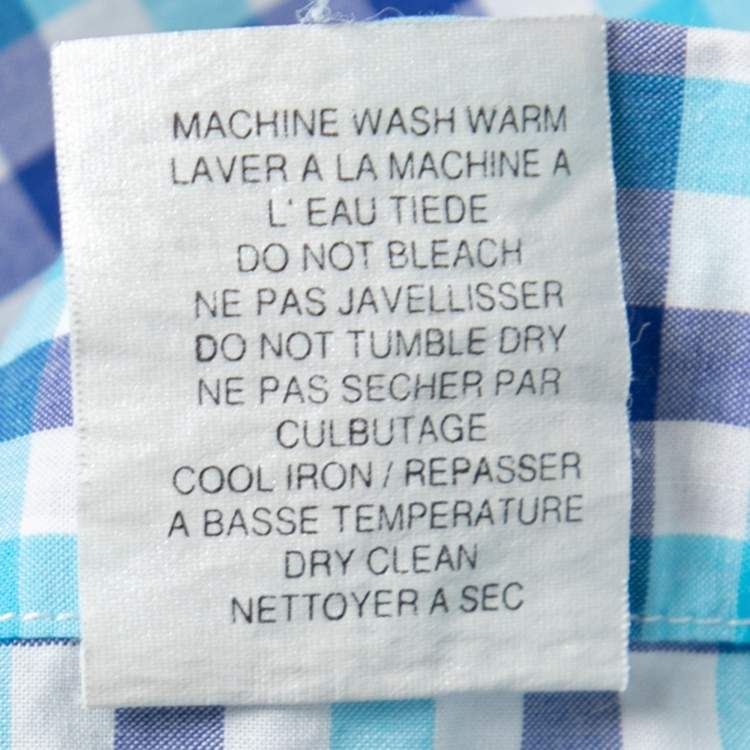 MACHINE WASH WARM
LAVER A LA MACHINE A
L' EAU TIEDE
DO NOT BLEACH
NE PAS JAVELLISSER
DO NOT TUMBLE DRY
NE PAS SECHER PAR
CULBUTAGE
COOL IRON / REPASSER
A BASSE TEMPERATURE
DRY CLEAN
NETTOYER A SEC